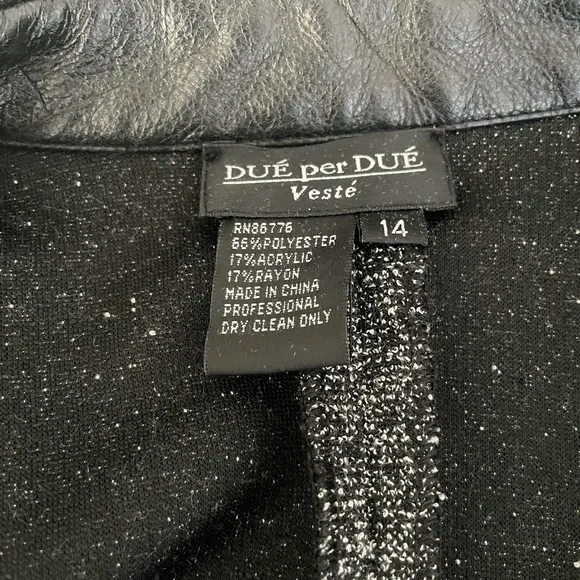 DUÉ per DUÉ
Vesté
14
RN86776
66%POLYESTER
17%ACRYLIC
17%RAYON
MADE IN CHINA
PROFESSIONAL
DRY CLEAN ONLY